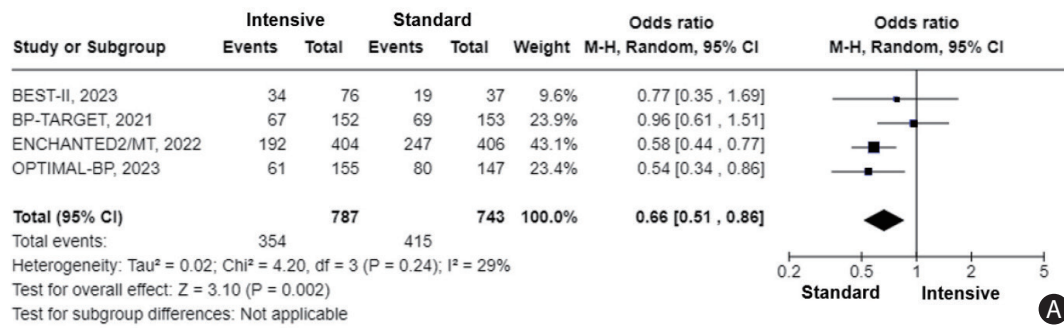 Intensive Standard Odds ratio Odds ratio
Study or Subgroup Events Total Events Total Weight M-H, Random, 95% CI M-H, Random, 95% CI
BEST-II, 2023 34 76 19 37 9.6% 0.77 [0.35 , 1.69]
BP-TARGET, 2021 67 152 69 153 23.9% 0.96 [0.61 , 1.51]
ENCHANTED2/MT, 2022 192 404 247 406 43.1% 0.58 [0.44 , 0.77]
OPTIMAL-BP, 2023 61 155 80 147 23.4% 0.54 [0.34 , 0.86]
Total (95% CI) 787 743 100.0% 0.66 [0.51 , 0.86]
Total events: 354 415
Heterogeneity: Tau² = 0.02; Chi² = 4.20, df = 3 (P = 0.24); I² = 29%
Test for overall effect: Z = 3.10 (P = 0.002)
Test for subgroup differences: Not applicable
0.2 0.5 1 2 5
Standard Intensive
A